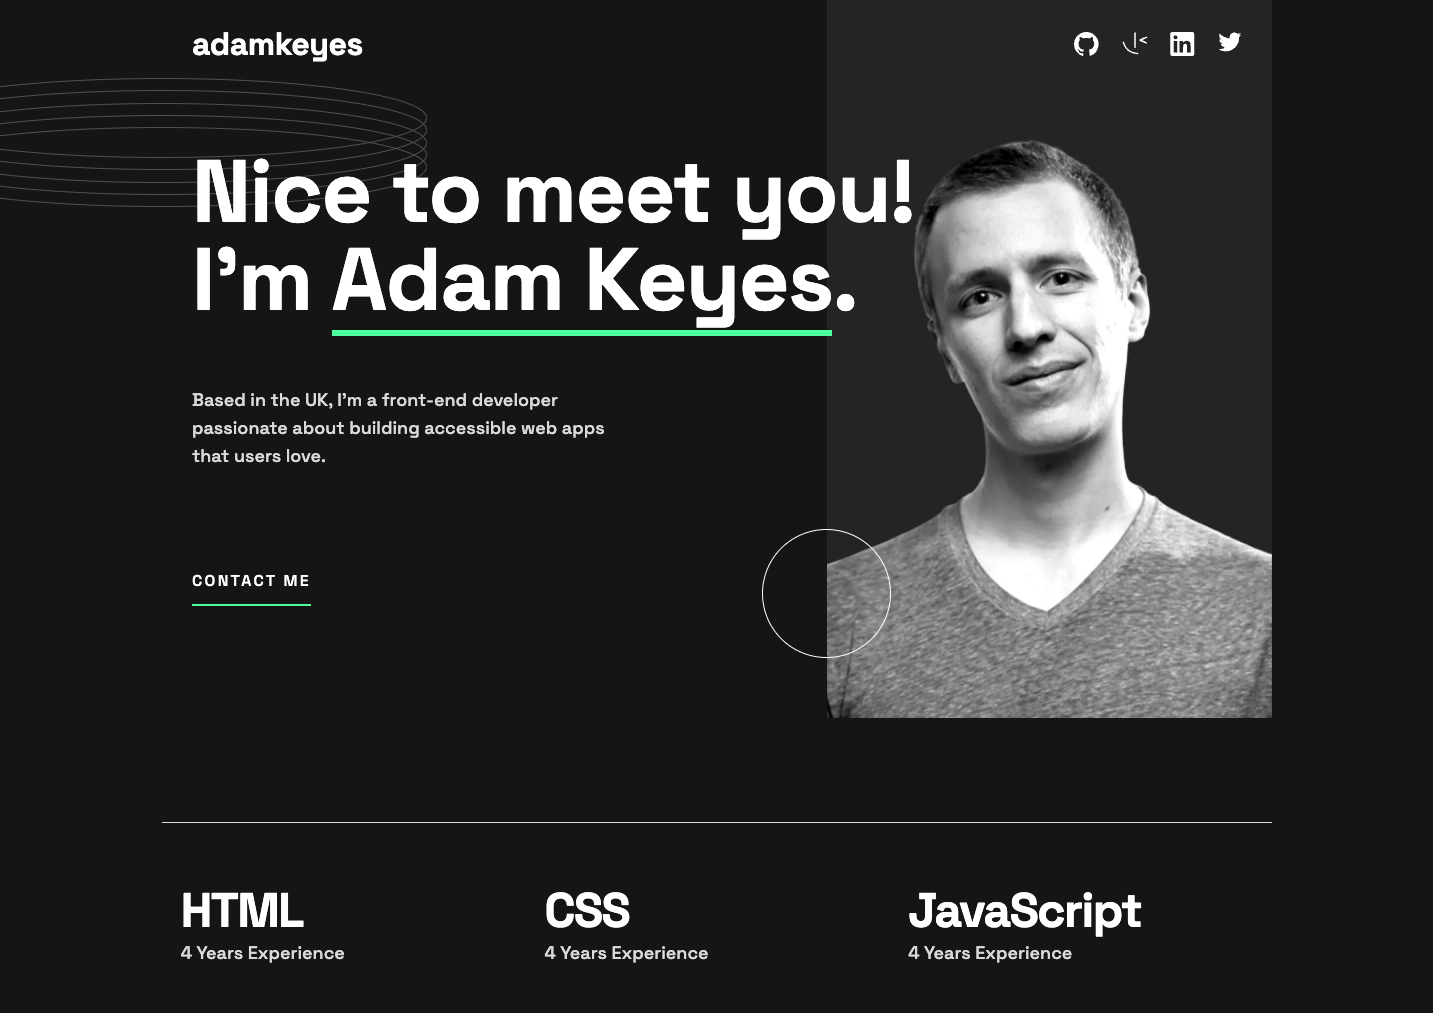 adamkeyes
Nice to meet you!
I’m Adam Keyes.
Based in the UK, I’m a front-end developer
passionate about building accessible web apps
that users love.
CONTACT ME
HTML
4 Years Experience
CSS
4 Years Experience
JavaScript
4 Years Experience